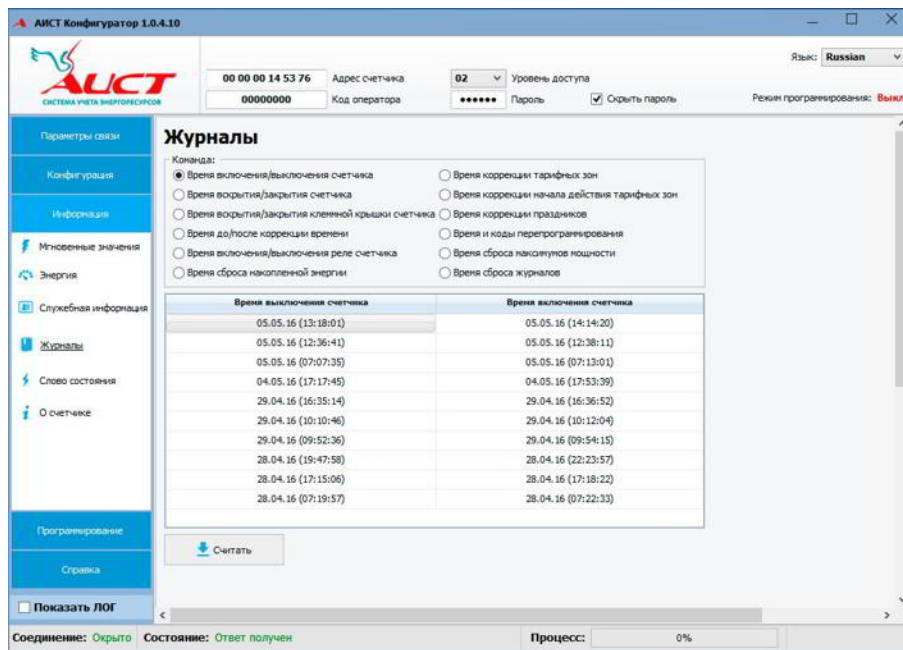 АИСТ Конфигуратор 1.0.4.10
АИСТ
СИСТЕМА УЧЕТА ЭНЕРГОРЕСУРСОВ
Язык: Russian
00 00 00 14 53 76 Адрес счетчика 02 Уровень доступа
00000000 Код оператора •••••• Пароль Скрыть пароль
Режим программирования: Выкл
Параметры связи
Конфигурация
Информация
Мгновенные значения
Энергия
Служебная информация
Журналы
Слово состояния
О счетчике
Программирование
Справка
Показать ЛОГ
Журналы
Команда:
Время включения/выключения счетчика
Время вскрытия/закрытия счетчика
Время вскрытия/закрытия клеммной крышки счетчика
Время до/после коррекции времени
Время включения/выключения реле счетчика
Время сброса накопленной энергии
Время коррекции тарифных зон
Время коррекции начала действия тарифных зон
Время коррекции праздников
Время и коды перепрограммирования
Время сброса максимумов мощности
Время сброса журналов
Время выключения счетчика Время включения счетчика
05.05.16 (13:18:01) 05.05.16 (14:14:20)
05.05.16 (12:36:41) 05.05.16 (12:38:11)
05.05.16 (07:07:35) 05.05.16 (07:13:01)
04.05.16 (17:17:45) 04.05.16 (17:53:39)
29.04.16 (16:35:14) 29.04.16 (16:36:52)
29.04.16 (10:10:46) 29.04.16 (10:12:04)
29.04.16 (09:52:36) 29.04.16 (09:54:15)
28.04.16 (19:47:58) 28.04.16 (22:23:57)
28.04.16 (17:15:06) 28.04.16 (17:18:22)
28.04.16 (07:19:57) 28.04.16 (07:22:33)
Считать
Соединение: Окрыто Состояние: Ответ получен Процесс: 0%